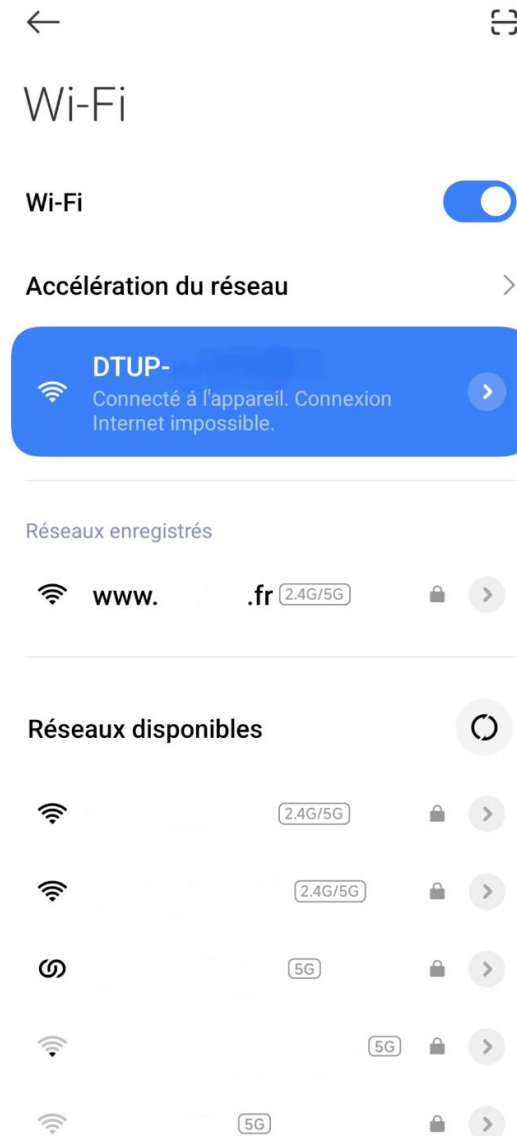 Wi-Fi
Wi-Fi
Accélération du réseau
DTUP-
Connecté á l'appareil. Connexion
Internet impossible.
Réseaux enregistrés
www. .fr 2.4G/5G
Réseaux disponibles
2.4G/5G
2.4G/5G
5G
5G
5G